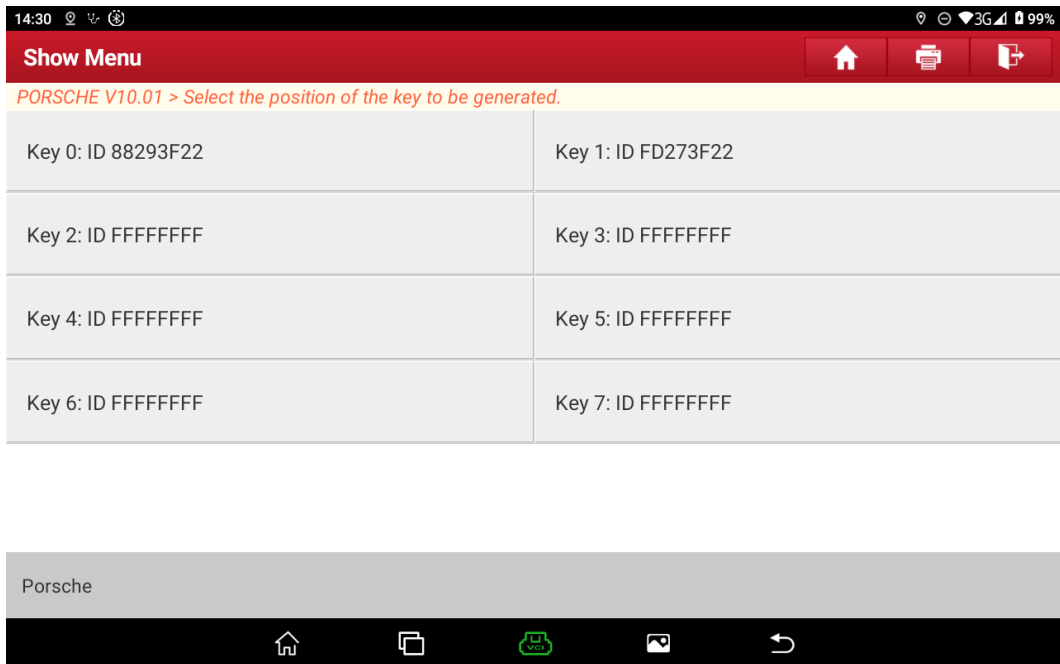 14:30 3G 99%
Show Menu
PORSCHE V10.01 > Select the position of the key to be generated.
Key 0: ID 88293F22 Key 1: ID FD273F22
Key 2: ID FFFFFFFF Key 3: ID FFFFFFFF
Key 4: ID FFFFFFFF Key 5: ID FFFFFFFF
Key 6: ID FFFFFFFF Key 7: ID FFFFFFFF
Porsche
VCI